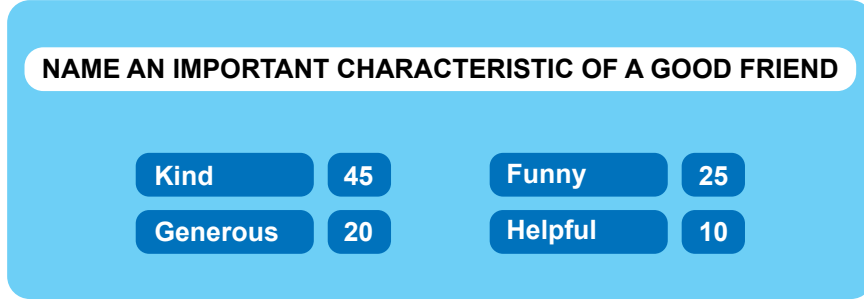 NAME AN IMPORTANT CHARACTERISTIC OF A GOOD FRIEND
Kind 45 Funny 25
Generous 20 Helpful 10